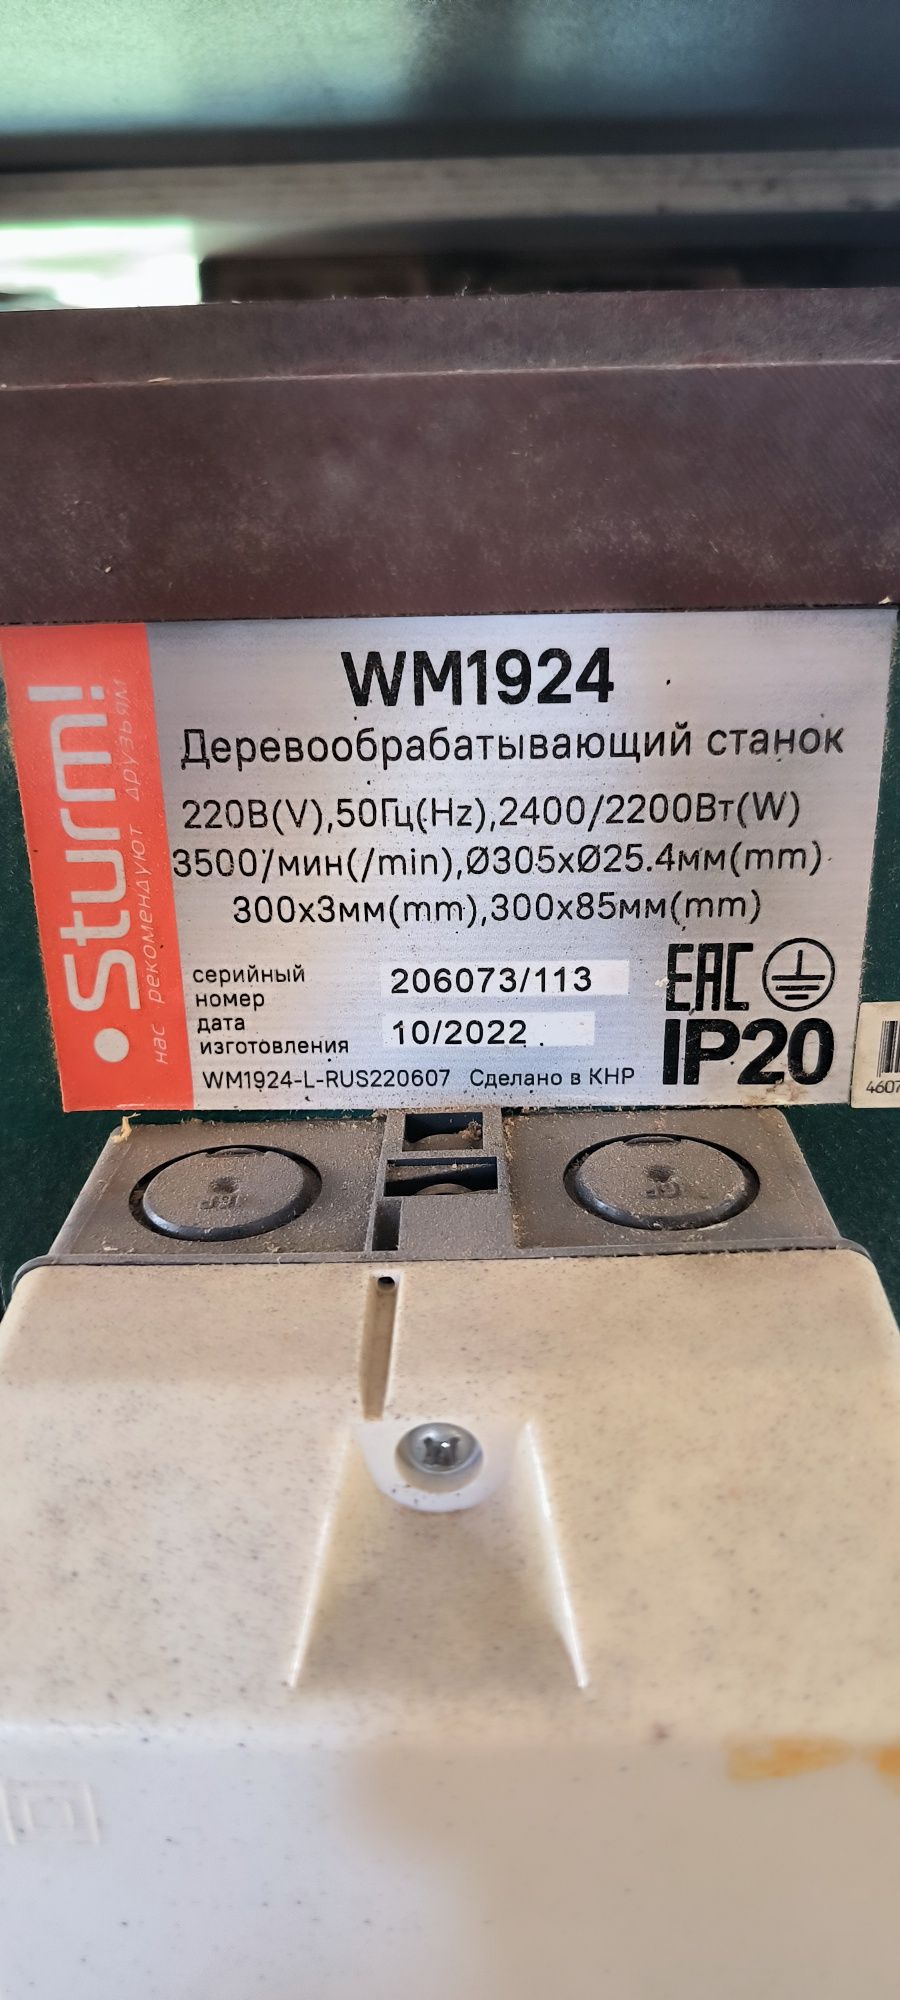 Sturm!
нас рекомендуют друзьям
WM1924
Деревообрабатывающий станок
220В(V),50Гц(Hz),2400/2200Вт(W)
3500/мин(/min),Ø305xØ25.4мм(mm)
300x3мм(mm),300x85мм(mm)
серийный номер 206073/113
дата изготовления 10/2022
WM1924-L-RUS220607 Сделано в КНР
EAC
IP20
4607